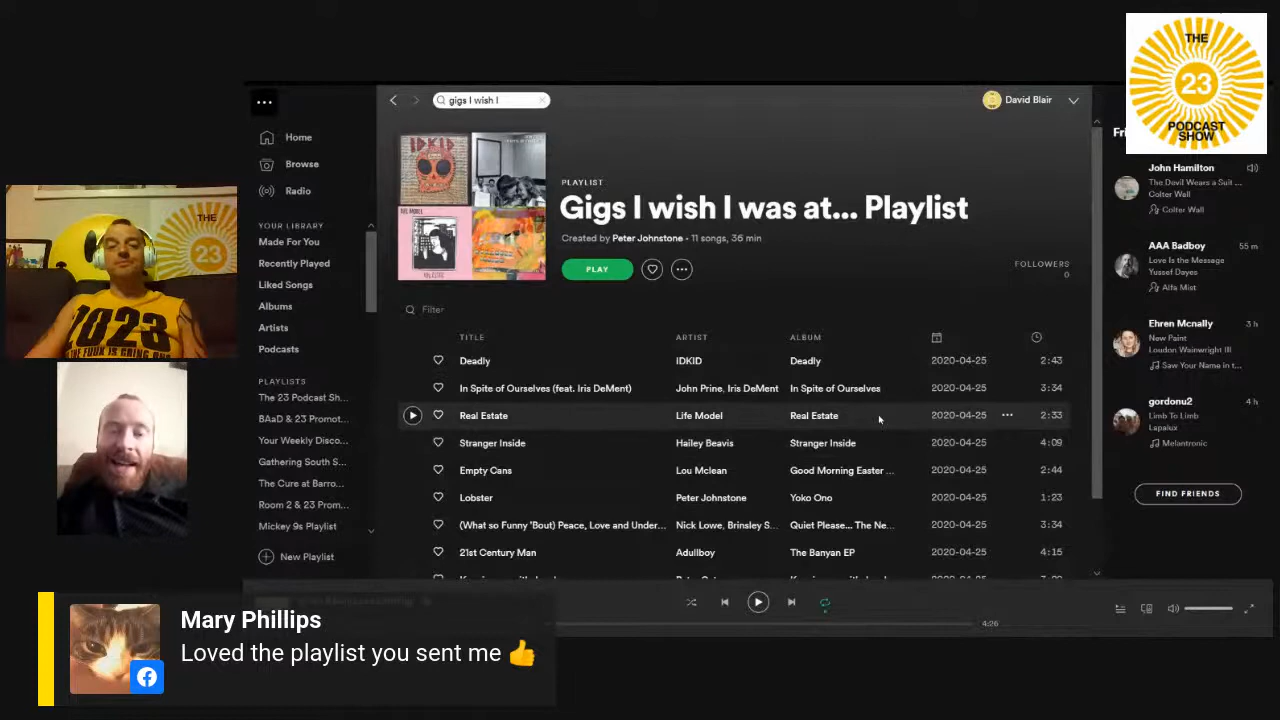 THE
23
PODCAST
SHOW
gigs I wish I
David Blair
Home
Browse
Radio
YOUR LIBRARY
Made For You
Recently Played
Liked Songs
Albums
Artists
Podcasts
PLAYLISTS
The 23 Podcast Sh...
BAaD & 23 Promot...
Your Weekly Disco...
Gathering South S...
The Cure at Barro...
Room 2 & 23 Prom...
Mickey 9s Playlist
New Playlist
PLAYLIST
Gigs I wish I was at... Playlist
Created by Peter Johnstone • 11 songs, 36 min
PLAY
FOLLOWERS
0
Filter
TITLE ARTIST ALBUM
Deadly IDKID Deadly 2020-04-25 2:43
In Spite of Ourselves (feat. Iris DeMent) John Prine, Iris DeMent In Spite of Ourselves 2020-04-25 3:34
Real Estate Life Model Real Estate 2020-04-25 2:33
Stranger Inside Hailey Beavis Stranger Inside 2020-04-25 4:09
Empty Cans Lou Mclean Good Morning Easter ... 2020-04-25 2:44
Lobster Peter Johnstone Yoko Ono 2020-04-25 1:23
(What so Funny 'Bout) Peace, Love and Under... Nick Lowe, Brinsley S... Quiet Please... The Ne... 2020-04-25 3:34
21st Century Man Adullboy The Banyan EP 2020-04-25 4:15
John Hamilton
The Devil Wears a Suit ...
Colter Wall
Colter Wall
AAA Badboy 55 m
Love Is the Message
Yussef Dayes
Alfa Mist
Ehren Mcnally 3 h
New Paint
Loudon Wainwright III
Saw Your Name in t...
gordonu2 4 h
Limb To Limb
Lapalux
Melantronic
FIND FRIENDS
4:26
IDKID
THE
23
1023
Mary Phillips
Loved the playlist you sent me 👍